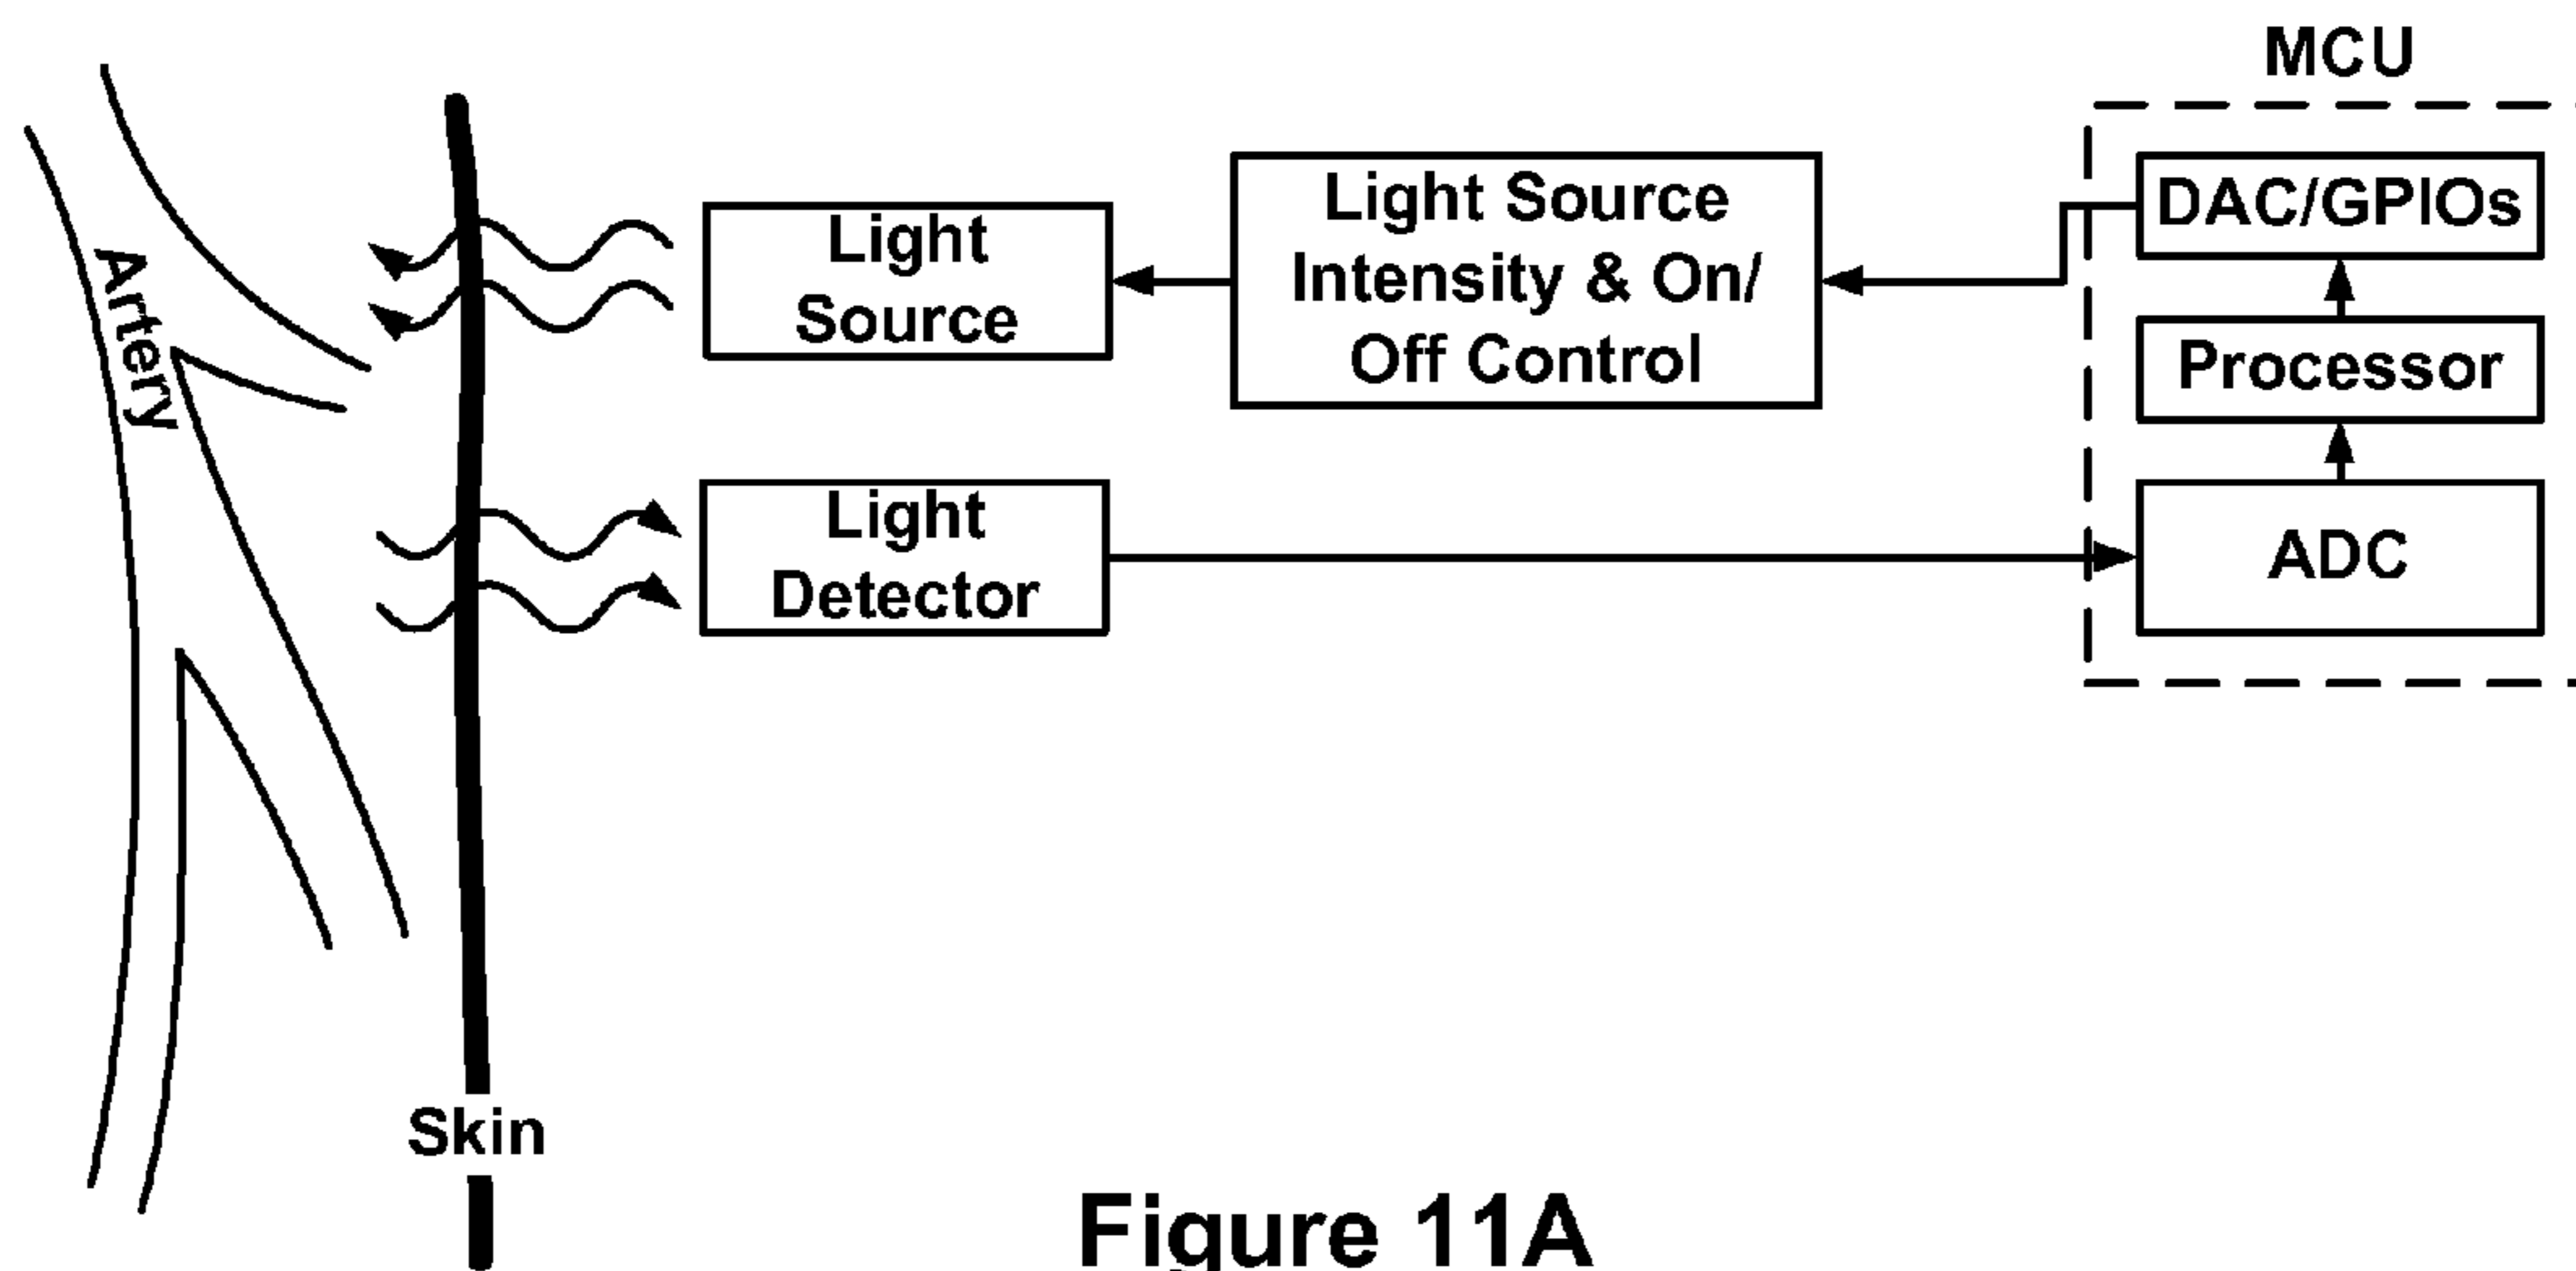 MCU
DAC/GPIOs
Light Source
Intensity & On/
Off Control
Light
Source
Artery
Processor
Light
Detector
ADC
Skin
Figure 11A